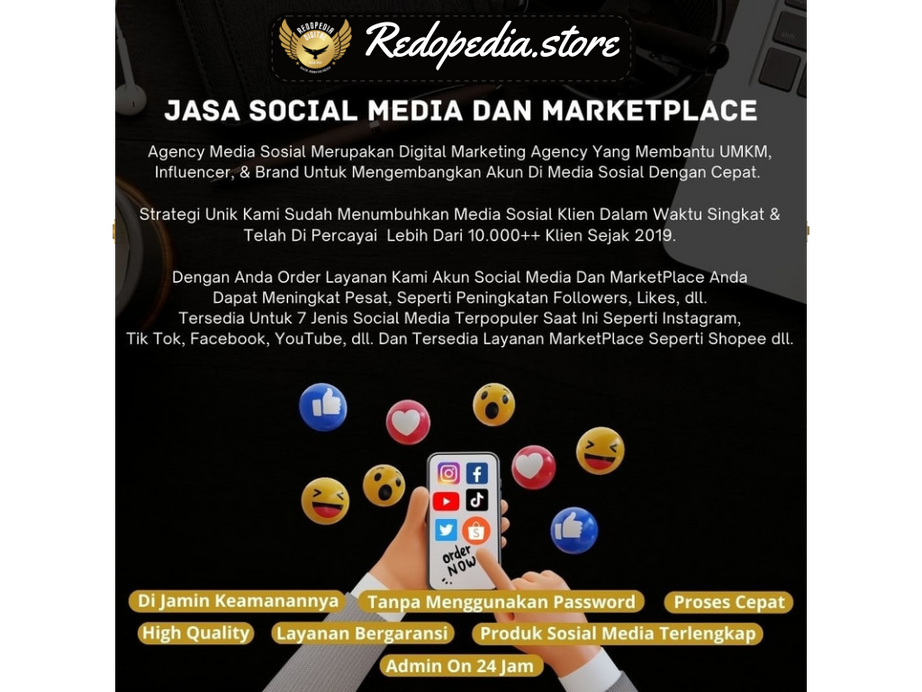 REDOPEDIA
DIGITAL
Redopedia.store
JASA SOCIAL MEDIA DAN MARKETPLACE
Agency Media Sosial Merupakan Digital Marketing Agency Yang Membantu UMKM,
Influencer, & Brand Untuk Mengembangkan Akun Di Media Sosial Dengan Cepat.
Strategi Unik Kami Sudah Menumbuhkan Media Sosial Klien Dalam Waktu Singkat &
Telah Di Percayai Lebih Dari 10.000++ Klien Sejak 2019.
Dengan Anda Order Layanan Kami Akun Social Media Dan MarketPlace Anda
Dapat Meningkat Pesat, Seperti Peningkatan Followers, Likes, dll.
Tersedia Untuk 7 Jenis Social Media Terpopuler Saat Ini Seperti Instagram,
Tik Tok, Facebook, YouTube, dll. Dan Tersedia Layanan MarketPlace Seperti Shopee dll.
order
NOW
Di Jamin Keamanannya
Tanpa Menggunakan Password
Proses Cepat
High Quality
Layanan Bergaransi
Produk Sosial Media Terlengkap
Admin On 24 Jam